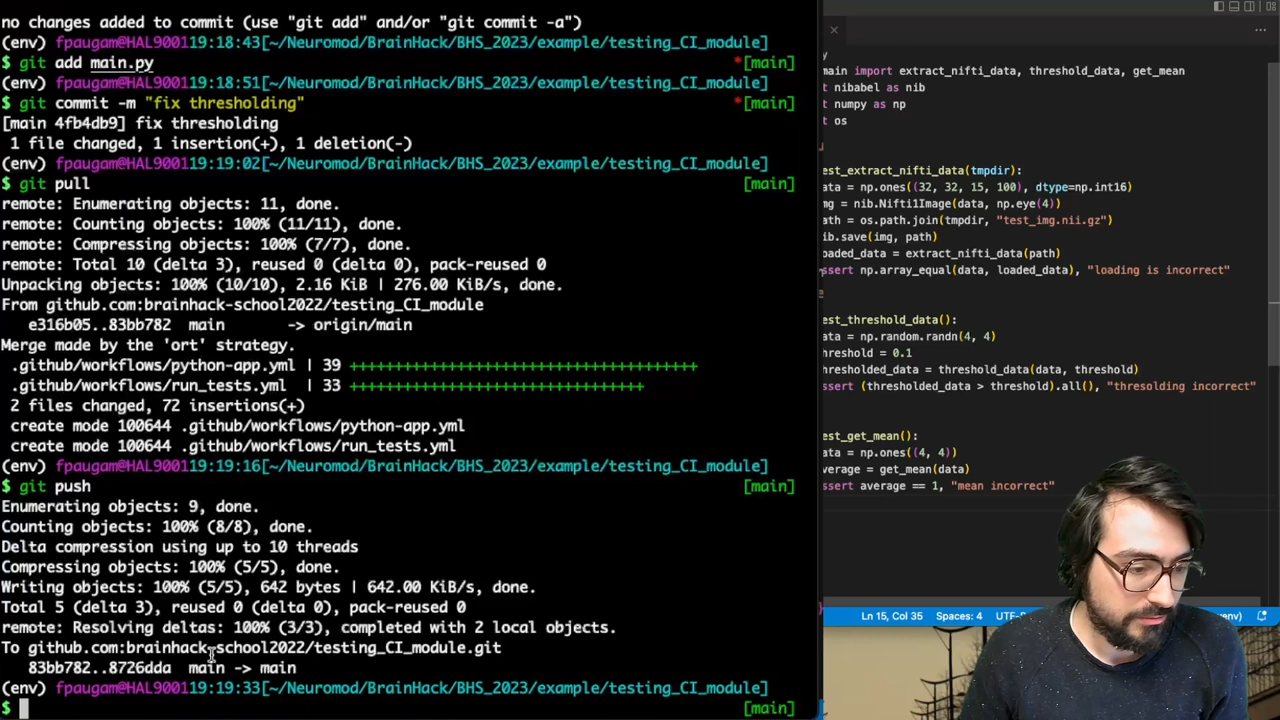 no changes added to commit (use "git add" and/or "git commit -a")
(env) fpaugam@HAL9001 19:18:43[~/Neuromod/BrainHack/BHS_2023/example/testing_CI_module]
$ git add main.py *[main]
(env) fpaugam@HAL9001 19:18:51[~/Neuromod/BrainHack/BHS_2023/example/testing_CI_module]
$ git commit -m "fix thresholding" *[main]
[main 4fb4db9] fix thresholding
1 file changed, 1 insertion(+), 1 deletion(-)
(env) fpaugam@HAL9001 19:19:02[~/Neuromod/BrainHack/BHS_2023/example/testing_CI_module]
$ git pull [main]
remote: Enumerating objects: 11, done.
remote: Counting objects: 100% (11/11), done.
remote: Compressing objects: 100% (7/7), done.
remote: Total 10 (delta 3), reused 0 (delta 0), pack-reused 0
Unpacking objects: 100% (10/10), 2.16 KiB | 276.00 KiB/s, done.
From github.com:brainhack-school2022/testing_CI_module
e316b05..83bb782 main -> origin/main
Merge made by the 'ort' strategy.
.github/workflows/python-app.yml | 39 +++++++++++++++++++++++++++++++++++++++
.github/workflows/run_tests.yml | 33 +++++++++++++++++++++++++++++++++
2 files changed, 72 insertions(+)
create mode 100644 .github/workflows/python-app.yml
create mode 100644 .github/workflows/run_tests.yml
(env) fpaugam@HAL9001 19:19:16[~/Neuromod/BrainHack/BHS_2023/example/testing_CI_module]
$ git push [main]
Enumerating objects: 9, done.
Counting objects: 100% (8/8), done.
Delta compression using up to 10 threads
Compressing objects: 100% (5/5), done.
Writing objects: 100% (5/5), 642 bytes | 642.00 KiB/s, done.
Total 5 (delta 3), reused 0 (delta 0), pack-reused 0
remote: Resolving deltas: 100% (3/3), completed with 2 local objects.
To github.com:brainhack-school2022/testing_CI_module.git
83bb782..8726dda main -> main
(env) fpaugam@HAL9001 19:19:33[~/Neuromod/BrainHack/BHS_2023/example/testing_CI_module]
$ [main]
y
main import extract_nifti_data, threshold_data, get_mean
t nibabel as nib
t numpy as np
t os
est_extract_nifti_data(tmpdir):
ata = np.ones((32, 32, 15, 100), dtype=np.int16)
mg = nib.Nifti1Image(data, np.eye(4))
ath = os.path.join(tmpdir, "test_img.nii.gz")
ib.save(img, path)
oaded_data = extract_nifti_data(path)
ssert np.array_equal(data, loaded_data), "loading is incorrect"
est_threshold_data():
ata = np.random.randn(4, 4)
hreshold = 0.1
hresholded_data = threshold_data(data, threshold)
ssert (thresholded_data > threshold).all(), "thresolding incorrect"
est_get_mean():
ata = np.ones((4, 4))
verage = get_mean(data)
ssert average == 1, "mean incorrect"
Ln 15, Col 35 Spaces: 4 UTF-
env)